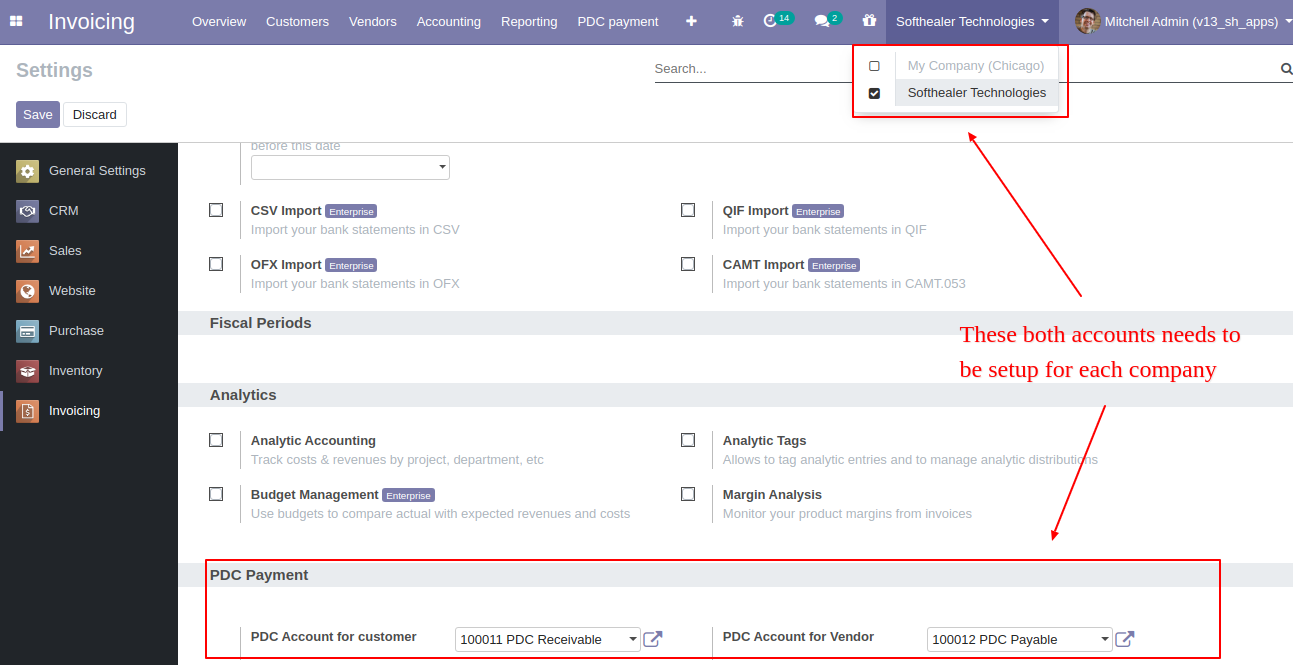 Invoicing Overview Customers Vendors Accounting Reporting PDC payment 14 2 Softhealer Technologies Mitchell Admin (v13_sh_apps)
Settings
Search...
My Company (Chicago)
Softhealer Technologies
Save Discard
General Settings
CRM
Sales
Website
Purchase
Inventory
Invoicing
before this date
CSV Import Enterprise
Import your bank statements in CSV
QIF Import Enterprise
Import your bank statements in QIF
OFX Import Enterprise
Import your bank statements in OFX
CAMT Import Enterprise
Import your bank statements in CAMT.053
Fiscal Periods
These both accounts needs to
be setup for each company
Analytics
Analytic Accounting
Track costs & revenues by project, department, etc
Analytic Tags
Allows to tag analytic entries and to manage analytic distributions
Budget Management Enterprise
Use budgets to compare actual with expected revenues and costs
Margin Analysis
Monitor your product margins from invoices
PDC Payment
PDC Account for customer 100011 PDC Receivable
PDC Account for Vendor 100012 PDC Payable